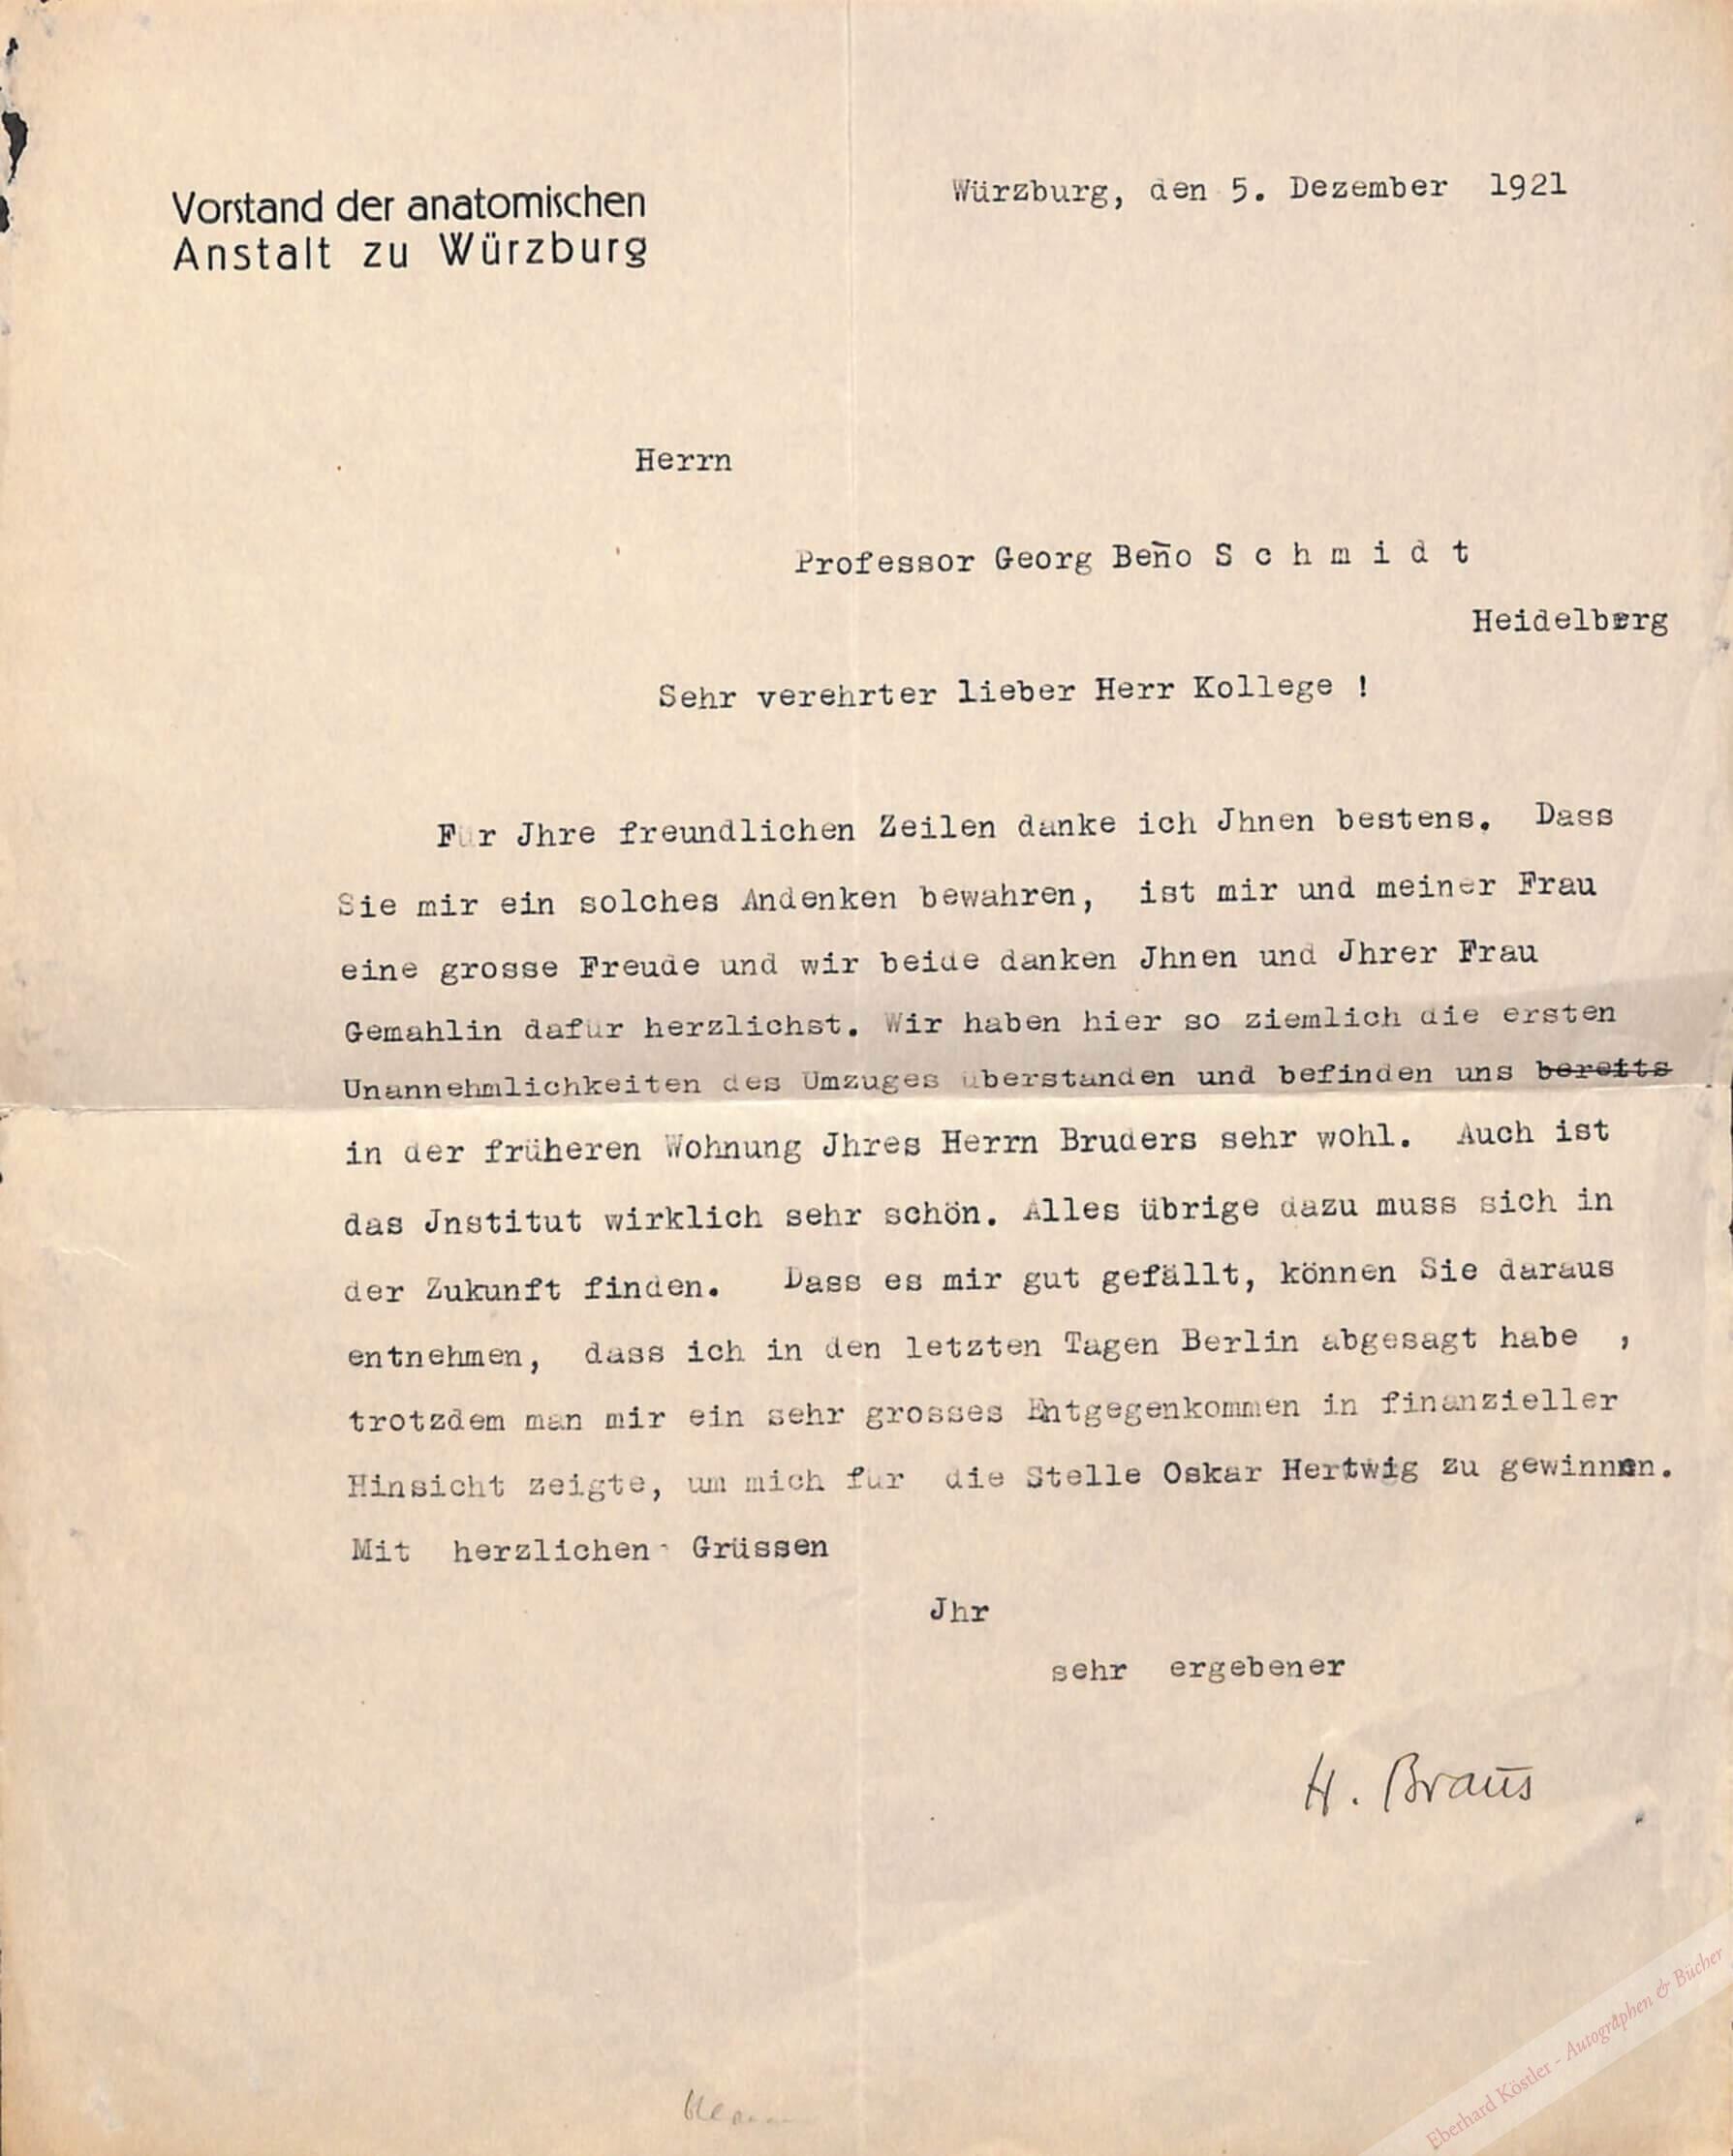 Vorstand der anatomischen
Anstalt zu Würzburg
Würzburg, den 5. Dezember 1921
Herrn
Professor Georg Beño S c h m i d t
Heidelberg
Sehr verehrter lieber Herr Kollege !
Für Jhre freundlichen Zeilen danke ich Jhnen bestens. Dass
Sie mir ein solches Andenken bewahren, ist mir und meiner Frau
eine grosse Freude und wir beide danken Jhnen und Jhrer Frau
Gemahlin dafür herzlichst. Wir haben hier so ziemlich die ersten
Unannehmlichkeiten des Umzuges überstanden und befinden uns bereits
in der früheren Wohnung Jhres Herrn Bruders sehr wohl. Auch ist
das Jnstitut wirklich sehr schön. Alles übrige dazu muss sich in
der Zukunft finden. Dass es mir gut gefällt, können Sie daraus
entnehmen, dass ich in den letzten Tagen Berlin abgesagt habe ,
trotzdem man mir ein sehr grosses Entgegenkommen in finanzieller
Hinsicht zeigte, um mich für die Stelle Oskar Hertwig zu gewinnen.
Mit herzlichen Grüssen
Jhr
sehr ergebener
H. Braus
Eberhard Köstler - Autographen & Bücher